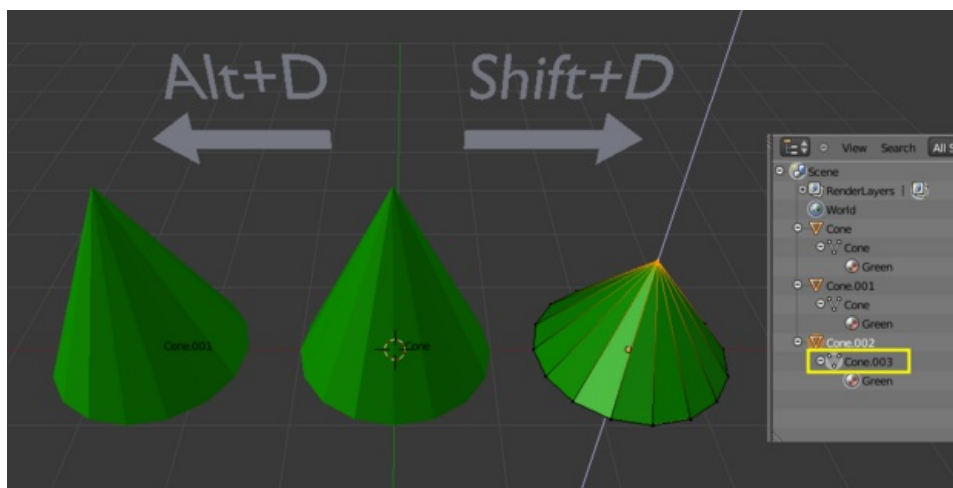 Alt+D
Shift+D
View Search All S
Scene
RenderLayers |
World
Cone
Cone
Green
Cone.001
Cone
Green
Cone.002
Cone.003
Green
Cone.001
Cone